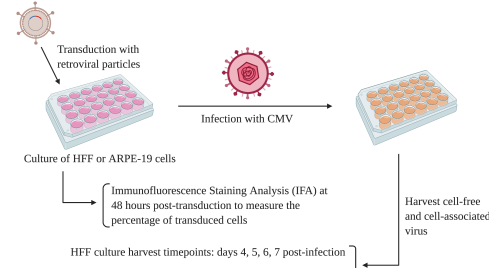 Transduction with
retroviral particles
Infection with CMV
Culture of HFF or ARPE-19 cells
Immunofluorescence Staining Analysis (IFA) at
48 hours post-transduction to measure the
percentage of transduced cells
Harvest cell-free
and cell-associated
virus
HFF culture harvest timepoints: days 4, 5, 6, 7 post-infection